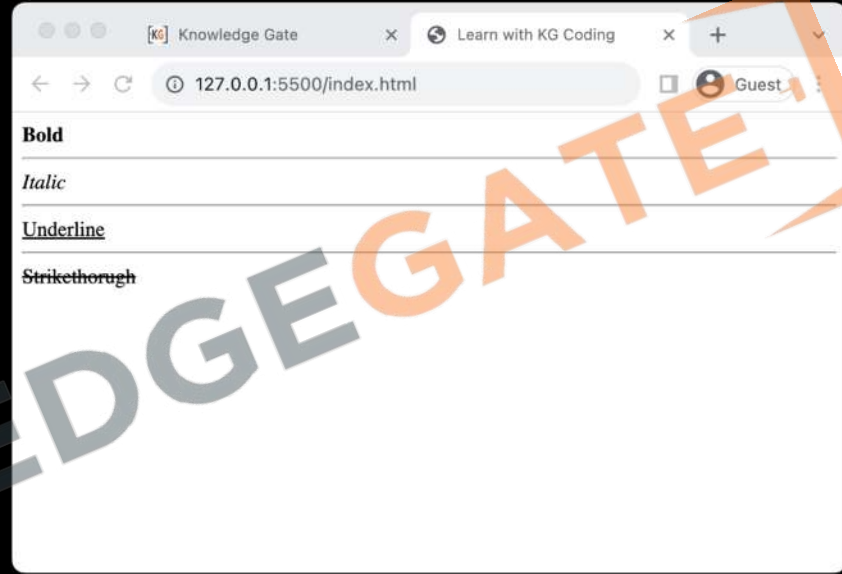 [KG] Knowledge Gate
Learn with KG Coding
127.0.0.1:5500/index.html
Guest
Bold
Italic
Underline
Strikethorugh
EDGEGATE